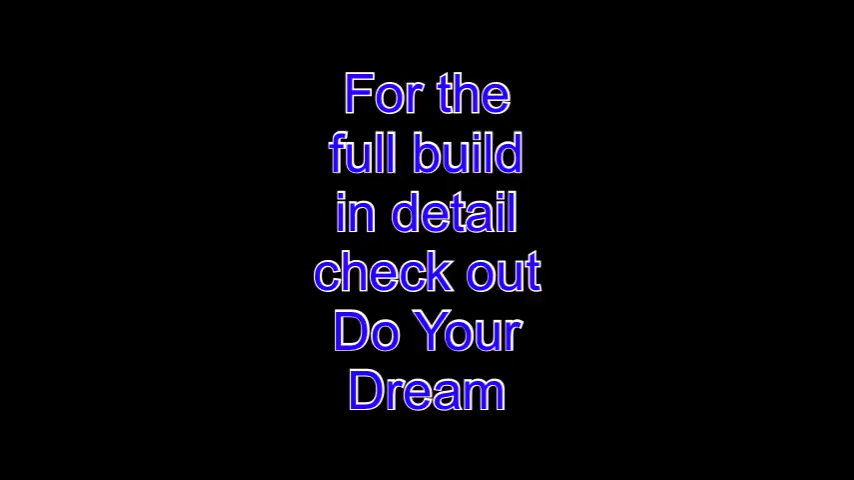 For the
full build
in detail
check out
Do Your
Dream